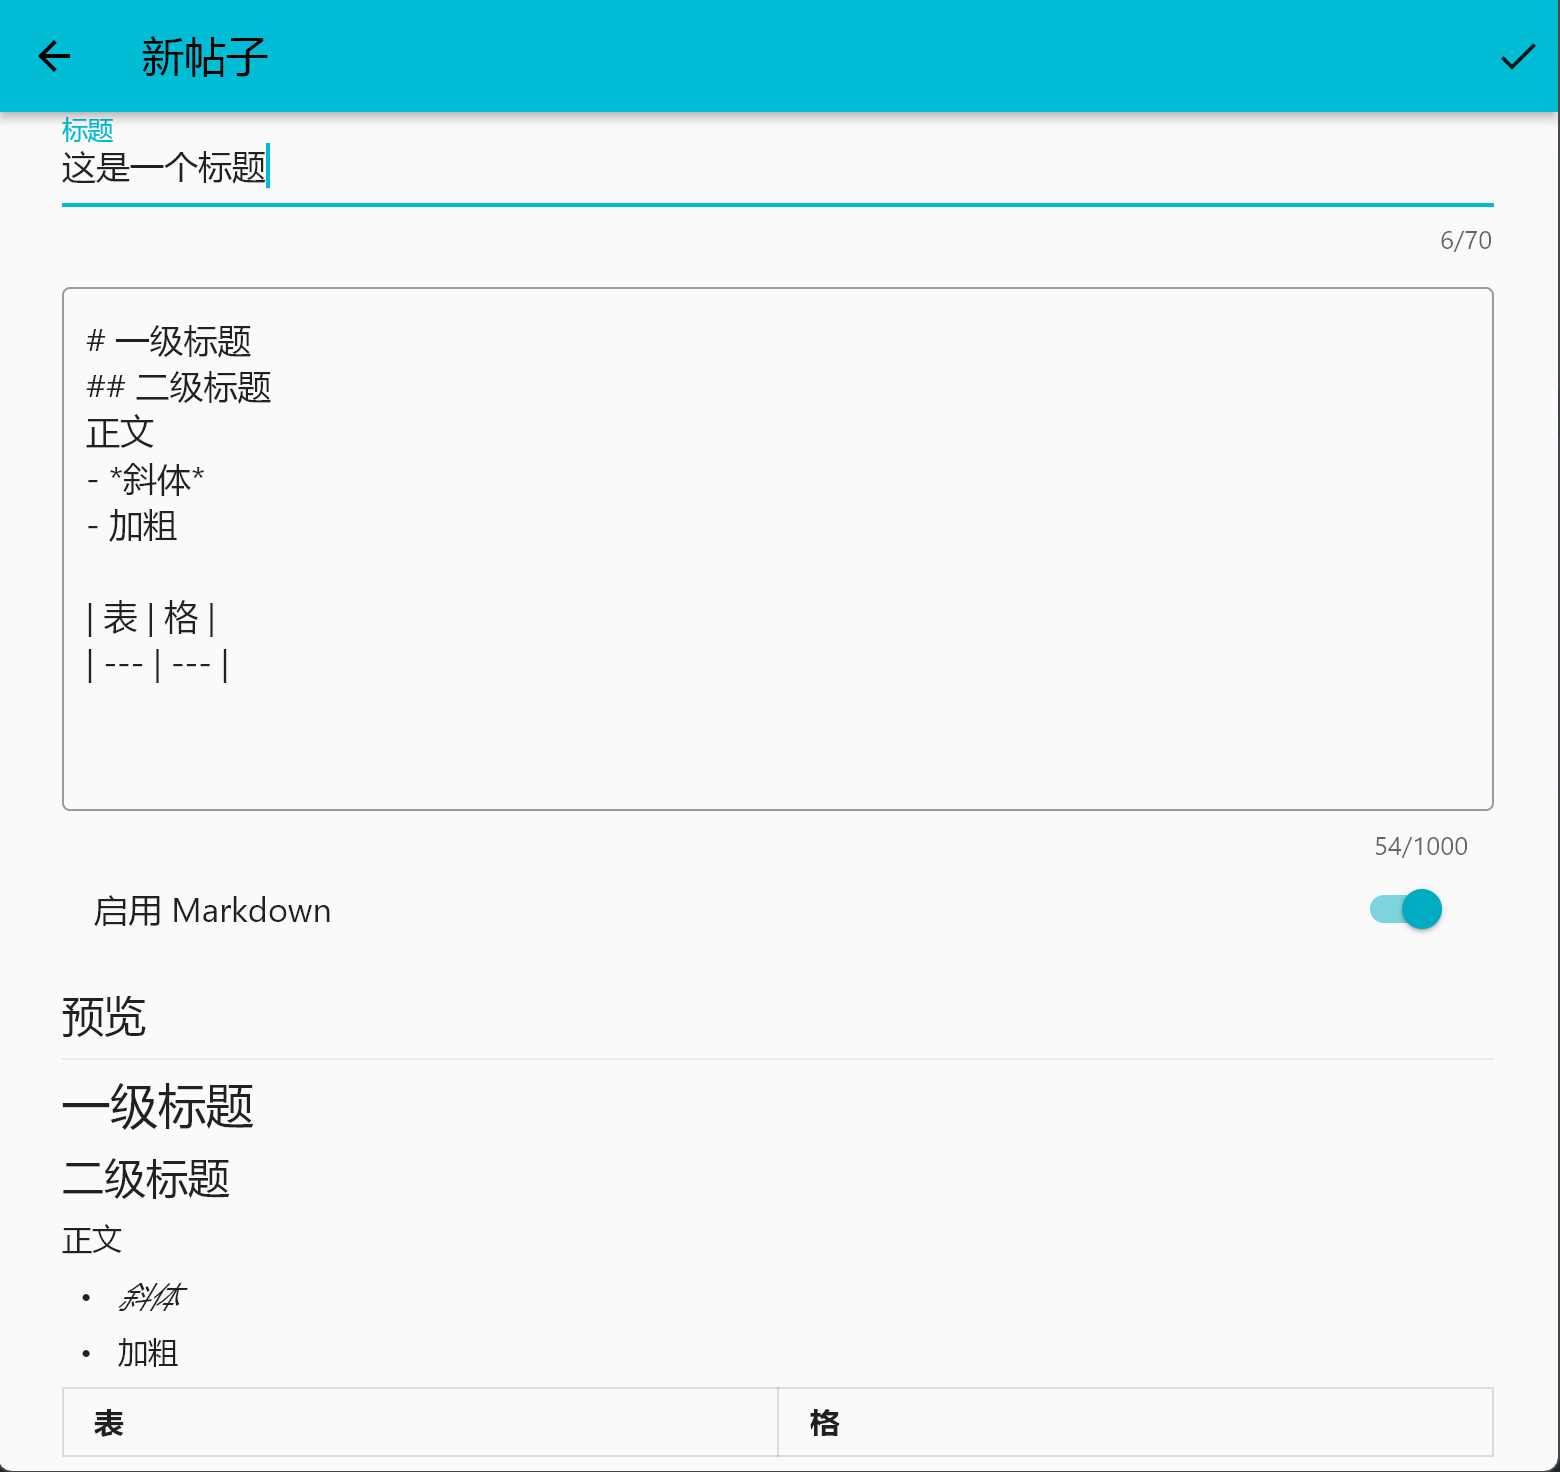 新帖子
标题
这是一个标题
6/70
# 一级标题
## 二级标题
正文
- *斜体*
- 加粗
| 表 | 格 |
| --- | --- |
54/1000
启用 Markdown
预览
一级标题
二级标题
正文
• 斜体
• 加粗
表 格